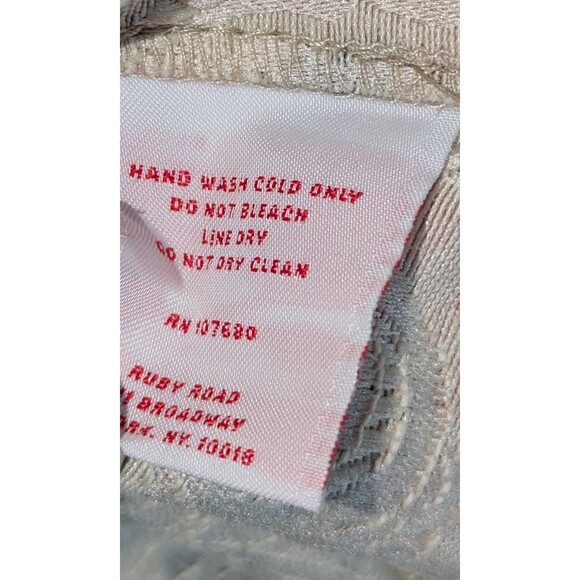 HAND WASH COLD ONLY
DO NOT BLEACH
LINE DRY
DO NOT DRY CLEAN
RN 107690
RUBY ROAD
BROADWAY
NY. 10018